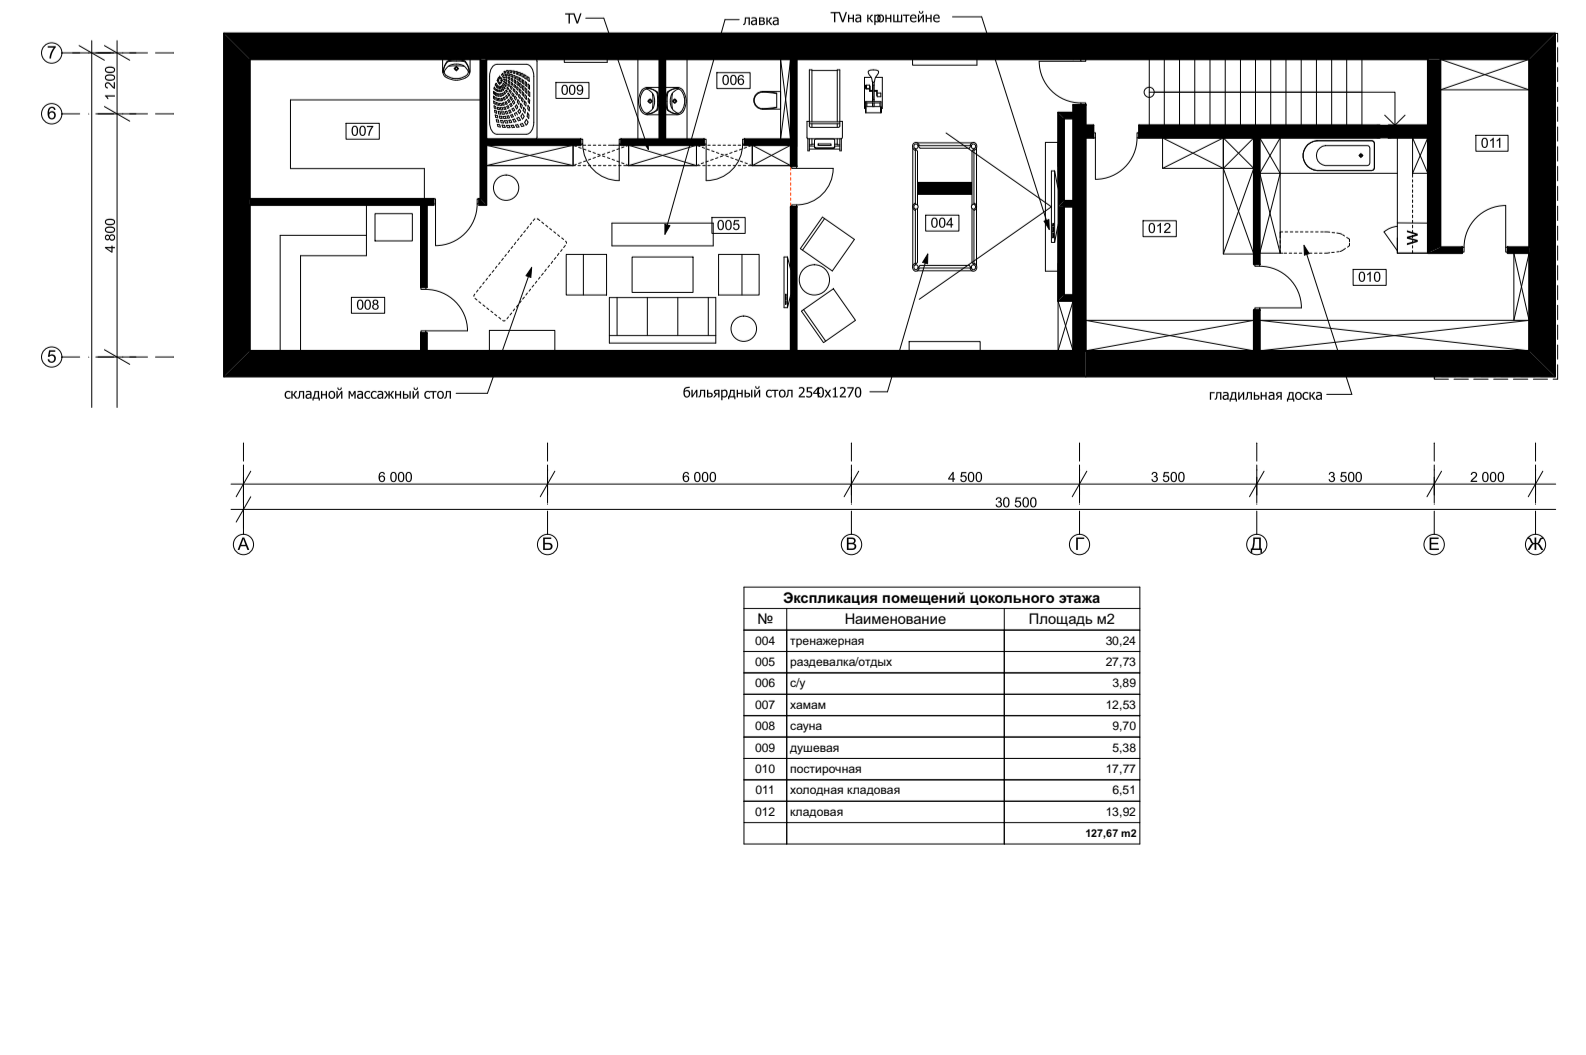 TV
лавка
TVна кронштейне
7
6
5
1 200
4 800
009
006
007
011
005
004
012
008
010
W
складной массажный стол
бильярдный стол 2540х1270
гладильная доска
6 000
6 000
4 500
3 500
3 500
2 000
30 500
А
Б
В
Г
Д
Е
Ж
Экспликация помещений цокольного этажа
№ Наименование Площадь м2
004 тренажерная 30,24
005 раздевалка/отдых 27,73
006 с/у 3,89
007 хамам 12,53
008 сауна 9,70
009 душевая 5,38
010 постирочная 17,77
011 холодная кладовая 6,51
012 кладовая 13,92
127,67 m2